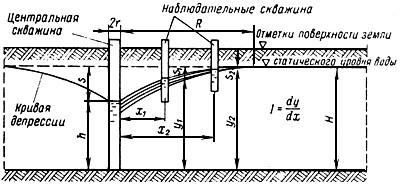 Центральная скважина
2r
Наблюдательные скважины
R
Отметки поверхности земли
статического уровня воды
Кривая депрессии
S
S₁
S₂
h
x₁
x₂
y₁
y₂
H
I = dy/dx